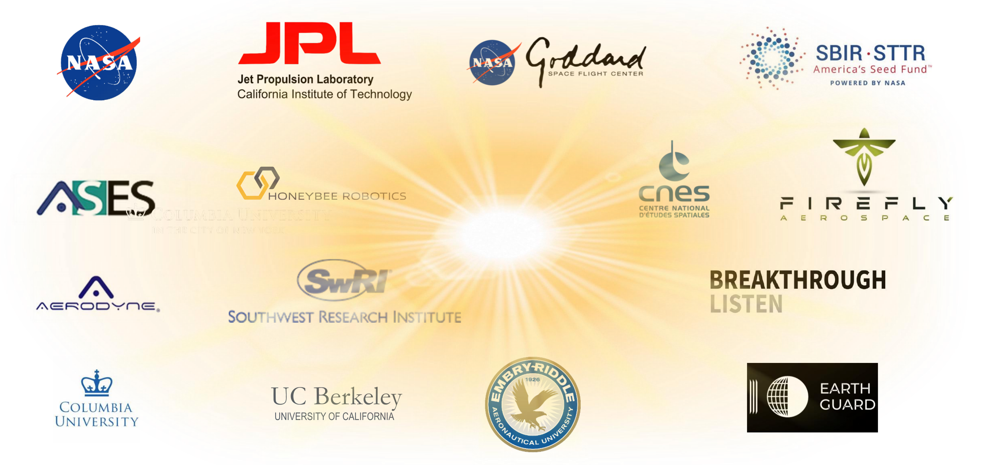 NASA
JPL
Jet Propulsion Laboratory
California Institute of Technology
NASA
Goddard
SPACE FLIGHT CENTER
SBIR·STTR
America's Seed Fund™
POWERED BY NASA
ASES
HONEYBEE ROBOTICS
cnes
CENTRE NATIONAL
D'ÉTUDES SPATIALES
FIREFLY
AEROSPACE
COLUMBIA UNIVERSITY
IN THE CITY OF NEW YORK
AERODYNE®
SwRI®
SOUTHWEST RESEARCH INSTITUTE
BREAKTHROUGH
LISTEN
COLUMBIA
UNIVERSITY
UC Berkeley
UNIVERSITY OF CALIFORNIA
EMBRY-RIDDLE
1926
AERONAUTICAL UNIVERSITY
EARTH
GUARD